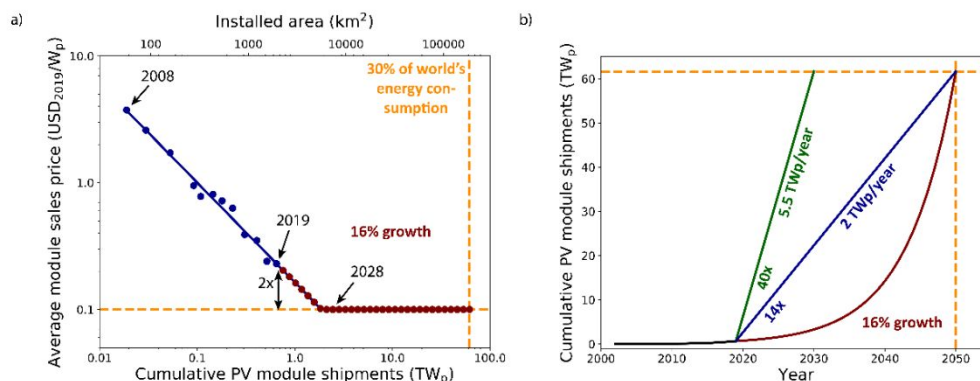 a)
Installed area (km²)
100
1000
10000
100000
Average module sales price (USD₂₀₁₉/Wₚ)
10.0
1.0
0.1
2008
30% of world's
energy con-
sumption
2019
16% growth
2x
2028
0.01
0.1
1.0
10.0
100.0
Cumulative PV module shipments (TWₚ)
b)
Cumulative PV module shipments (TWₚ)
60
50
40
30
20
10
0
5.5 TWp/year
2 TWp/year
40x
14x
16% growth
2000
2010
2020
2030
2040
2050
Year